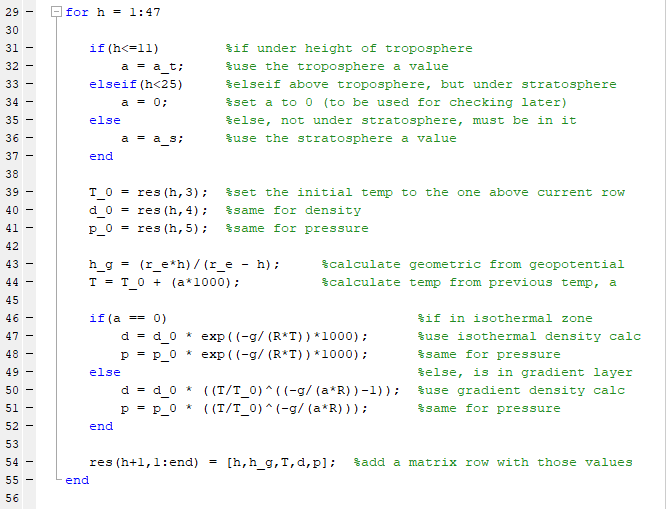 29 - for h = 1:47
30
31 - if(h<=11) %if under height of troposphere
32 - a = a_t; %use the troposphere a value
33 - elseif(h<25) %elseif above troposphere, but under stratosphere
34 - a = 0; %set a to 0 (to be used for checking later)
35 - else %else, not under stratosphere, must be in it
36 - a = a_s; %use the stratosphere a value
37 - end
38
39 - T_0 = res(h,3); %set the initial temp to the one above current row
40 - d_0 = res(h,4); %same for density
41 - p_0 = res(h,5); %same for pressure
42
43 - h_g = (r_e*h)/(r_e - h); %calculate geometric from geopotential
44 - T = T_0 + (a*1000); %calculate temp from previous temp, a
45
46 - if(a == 0) %if in isothermal zone
47 - d = d_0 * exp((-g/(R*T))*1000); %use isothermal density calc
48 - p = p_0 * exp((-g/(R*T))*1000); %same for pressure
49 - else %else, is in gradient layer
50 - d = d_0 * ((T/T_0)^((-g/(a*R))-1)); %use gradient density calc
51 - p = p_0 * ((T/T_0)^(-g/(a*R))); %same for pressure
52 - end
53
54 - res(h+1,1:end) = [h,h_g,T,d,p]; %add a matrix row with those values
55 - end
56